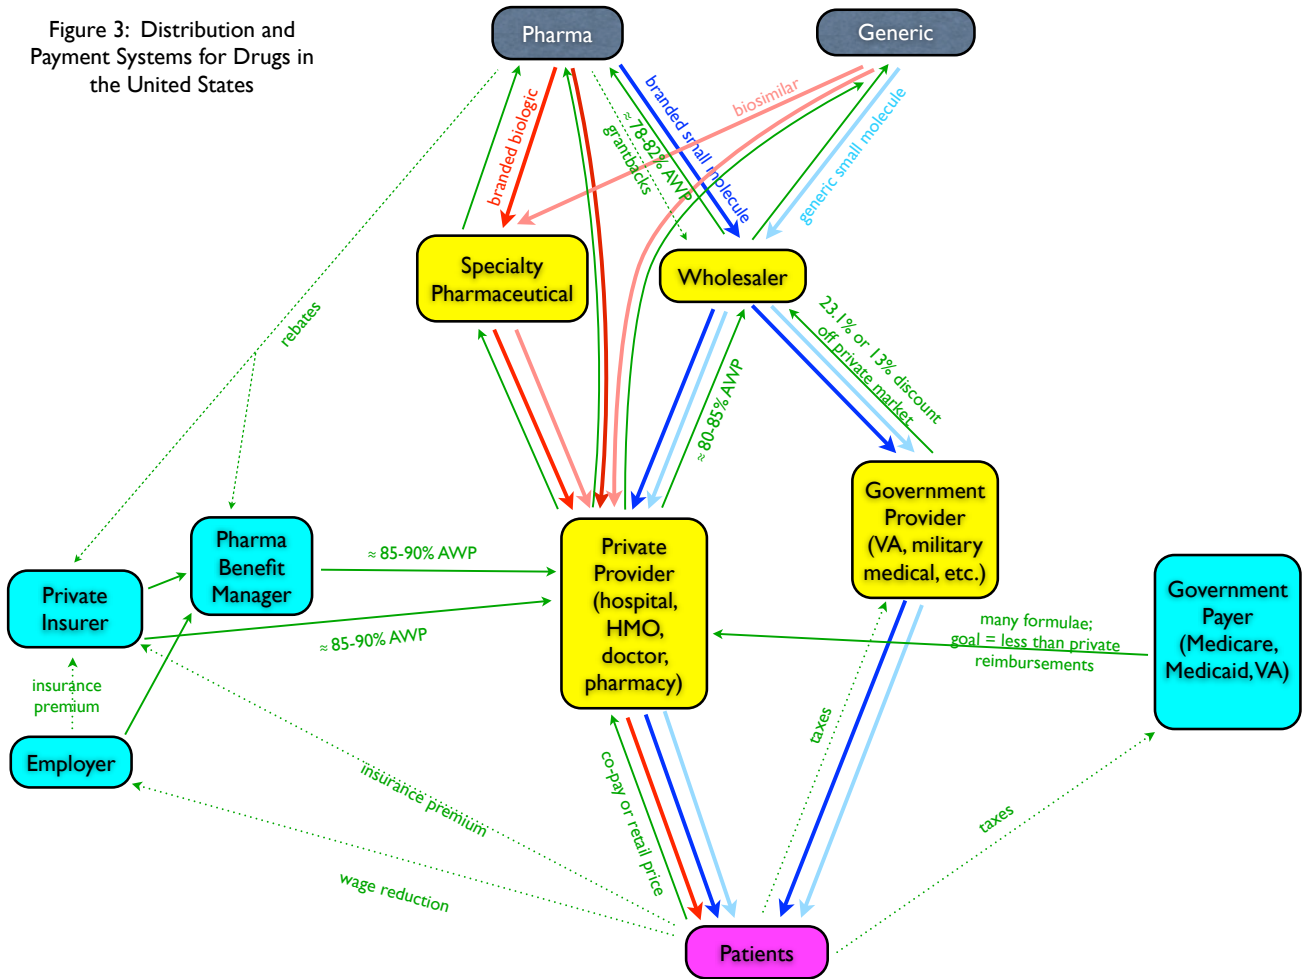 Figure 3: Distribution and
Payment Systems for Drugs in
the United States
Pharma
Generic
branded biologic
≈ 78-82% AWP
grantbacks
branded small molecule
biosimilar
generic small molecule
Specialty
Pharmaceutical
Wholesaler
rebates
≈ 80-85% AWP
23.1% or 13% discount
off private market
Government
Provider
(VA, military
medical, etc.)
Pharma
Benefit
Manager
≈ 85-90% AWP
Private
Provider
(hospital,
HMO,
doctor,
pharmacy)
Private
Insurer
≈ 85-90% AWP
Government
Payer
(Medicare,
Medicaid, VA)
many formulae;
goal = less than private
reimbursements
insurance
premium
Employer
insurance premium
wage reduction
co-pay or retail price
taxes
taxes
Patients